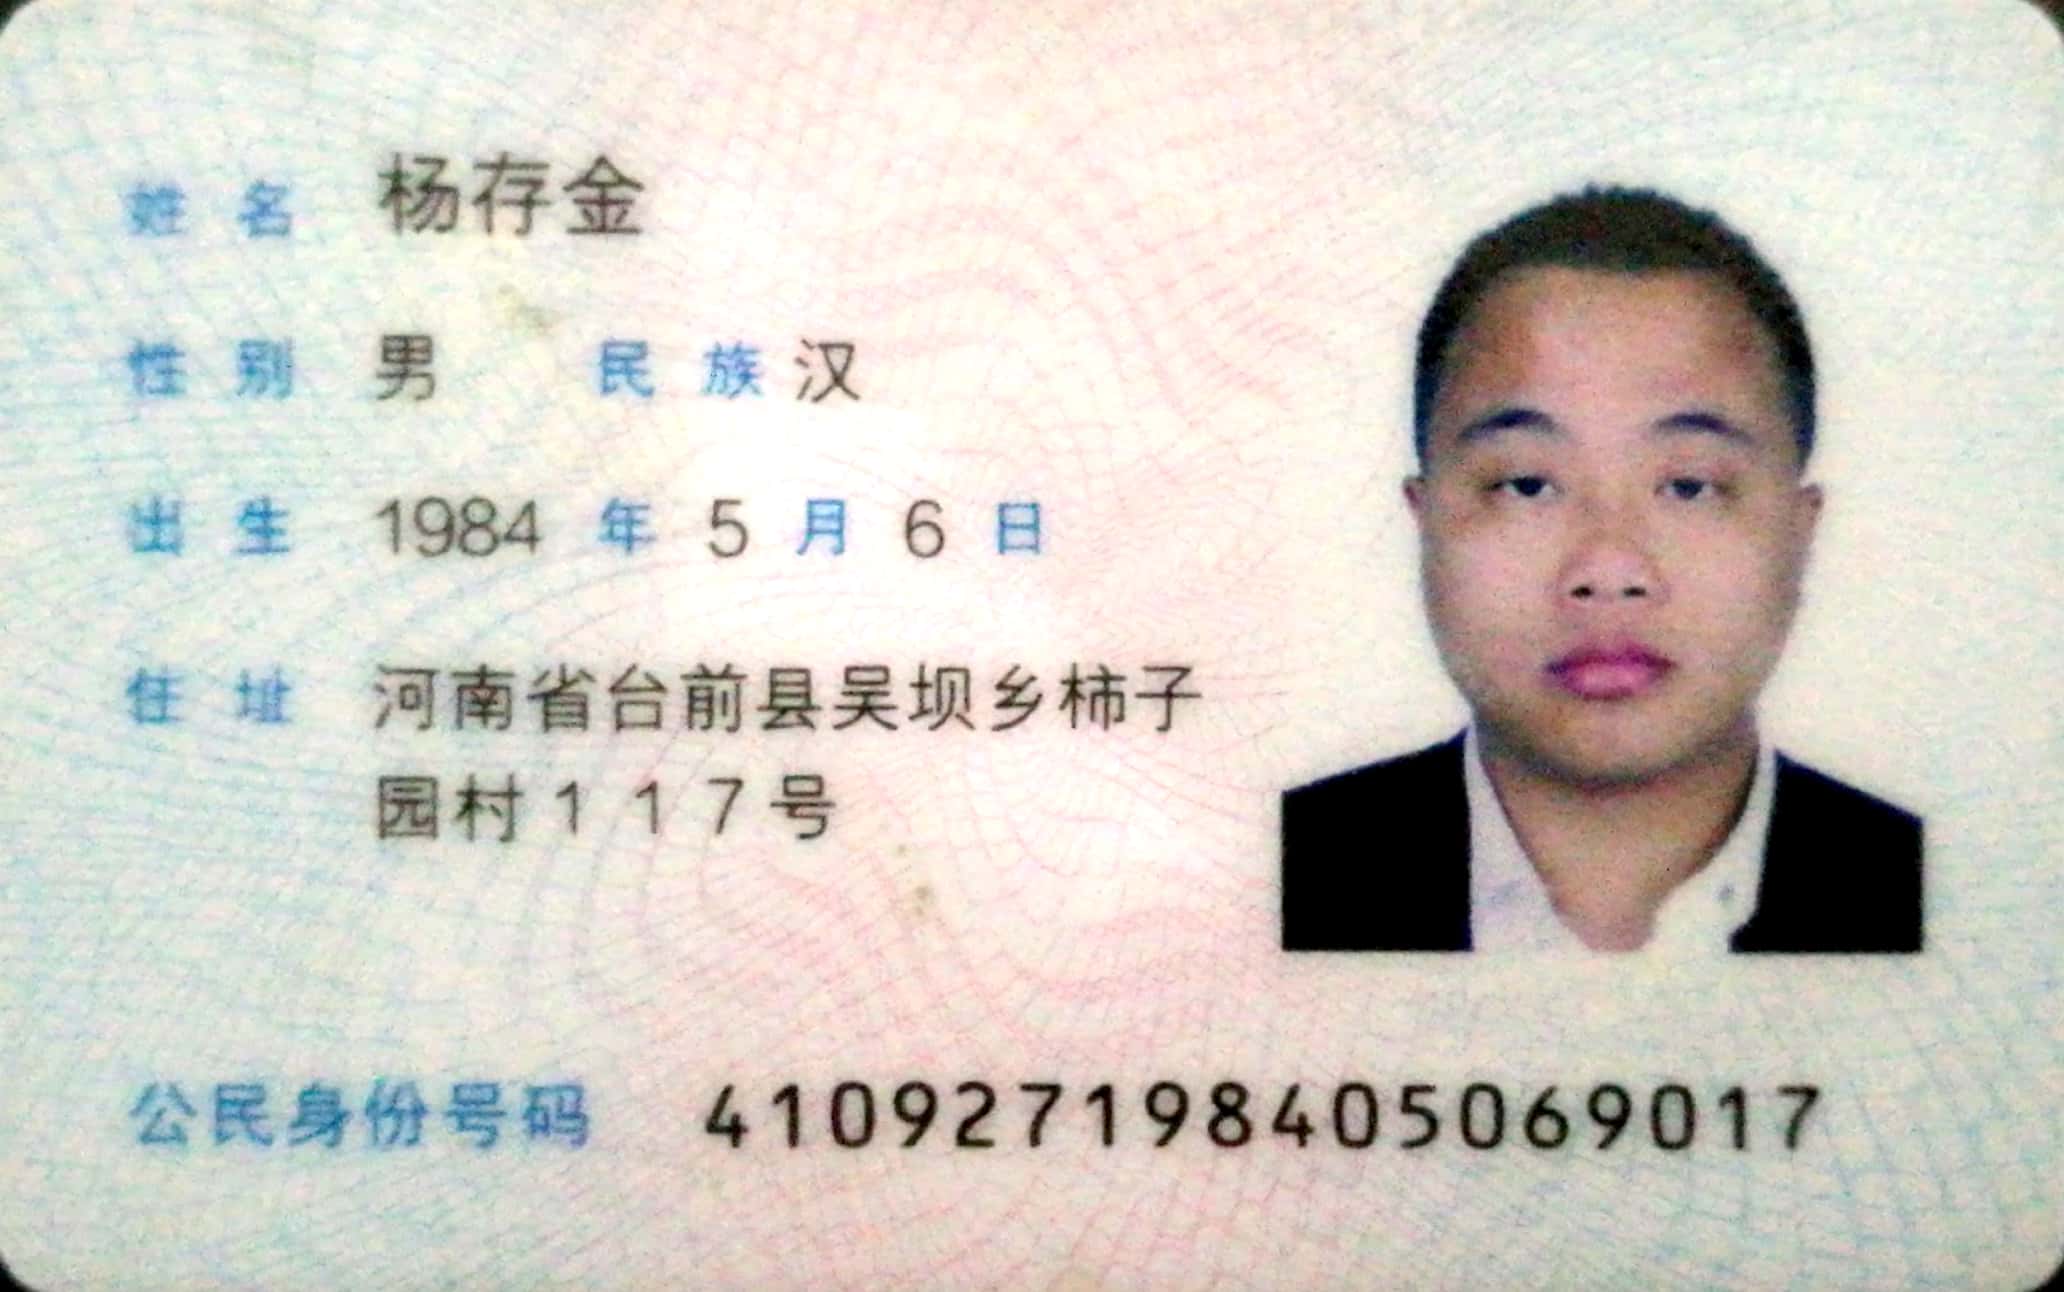 姓名 杨存金
性别 男 民族 汉
出生 1984 年 5 月 6 日
住址 河南省台前县吴坝乡柿子
园村117号
公民身份号码 410927198405069017